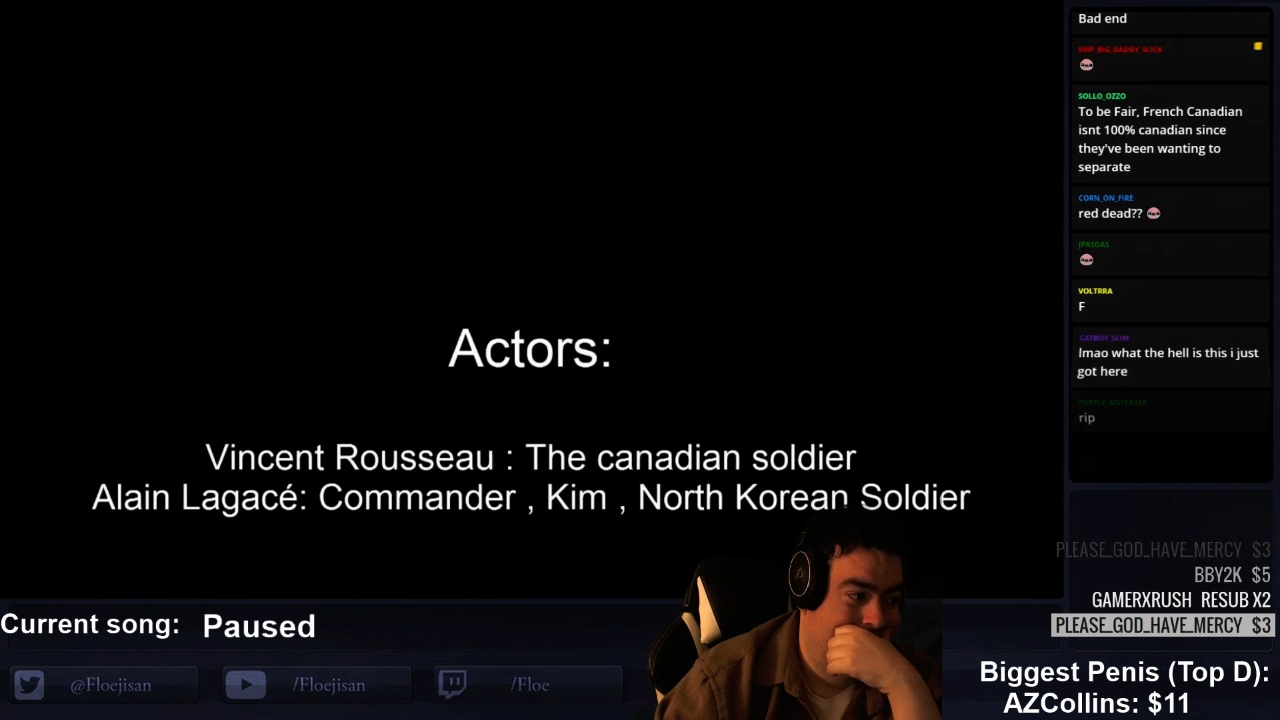 Actors:
Vincent Rousseau : The canadian soldier
Alain Lagacé: Commander , Kim , North Korean Soldier
Current song: Paused
@Floejisan
/Floejisan
/Floe
Bad end
EMP_BIG_DADDY_SLICK
SOLLO_OZZO
To be Fair, French Canadian
isnt 100% canadian since
they've been wanting to
separate
CORN_ON_FIRE
red dead??
JPRSDAS
VOLTRRA
F
CATBOY_SLIM
lmao what the hell is this i just
got here
rip
PLEASE_GOD_HAVE_MERCY $3
BBY2K $5
GAMERXRUSH RESUB X2
PLEASE_GOD_HAVE_MERCY $3
Biggest Penis (Top D):
AZCollins: $11